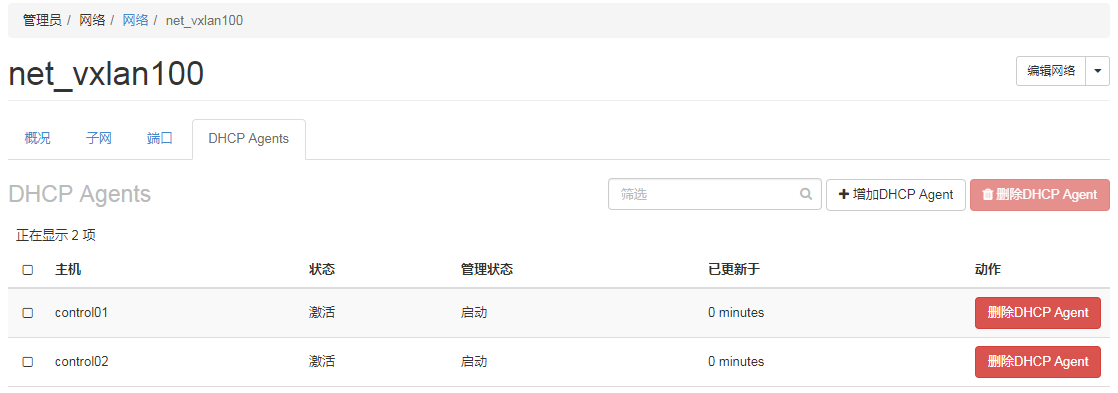 管理员 / 网络 / 网络 / net_vxlan100
net_vxlan100
编辑网络
概况 子网 端口 DHCP Agents
DHCP Agents
筛选
增加DHCP Agent
删除DHCP Agent
正在显示 2 项
主机 状态 管理状态 已更新于 动作
control01 激活 启动 0 minutes 删除DHCP Agent
control02 激活 启动 0 minutes 删除DHCP Agent